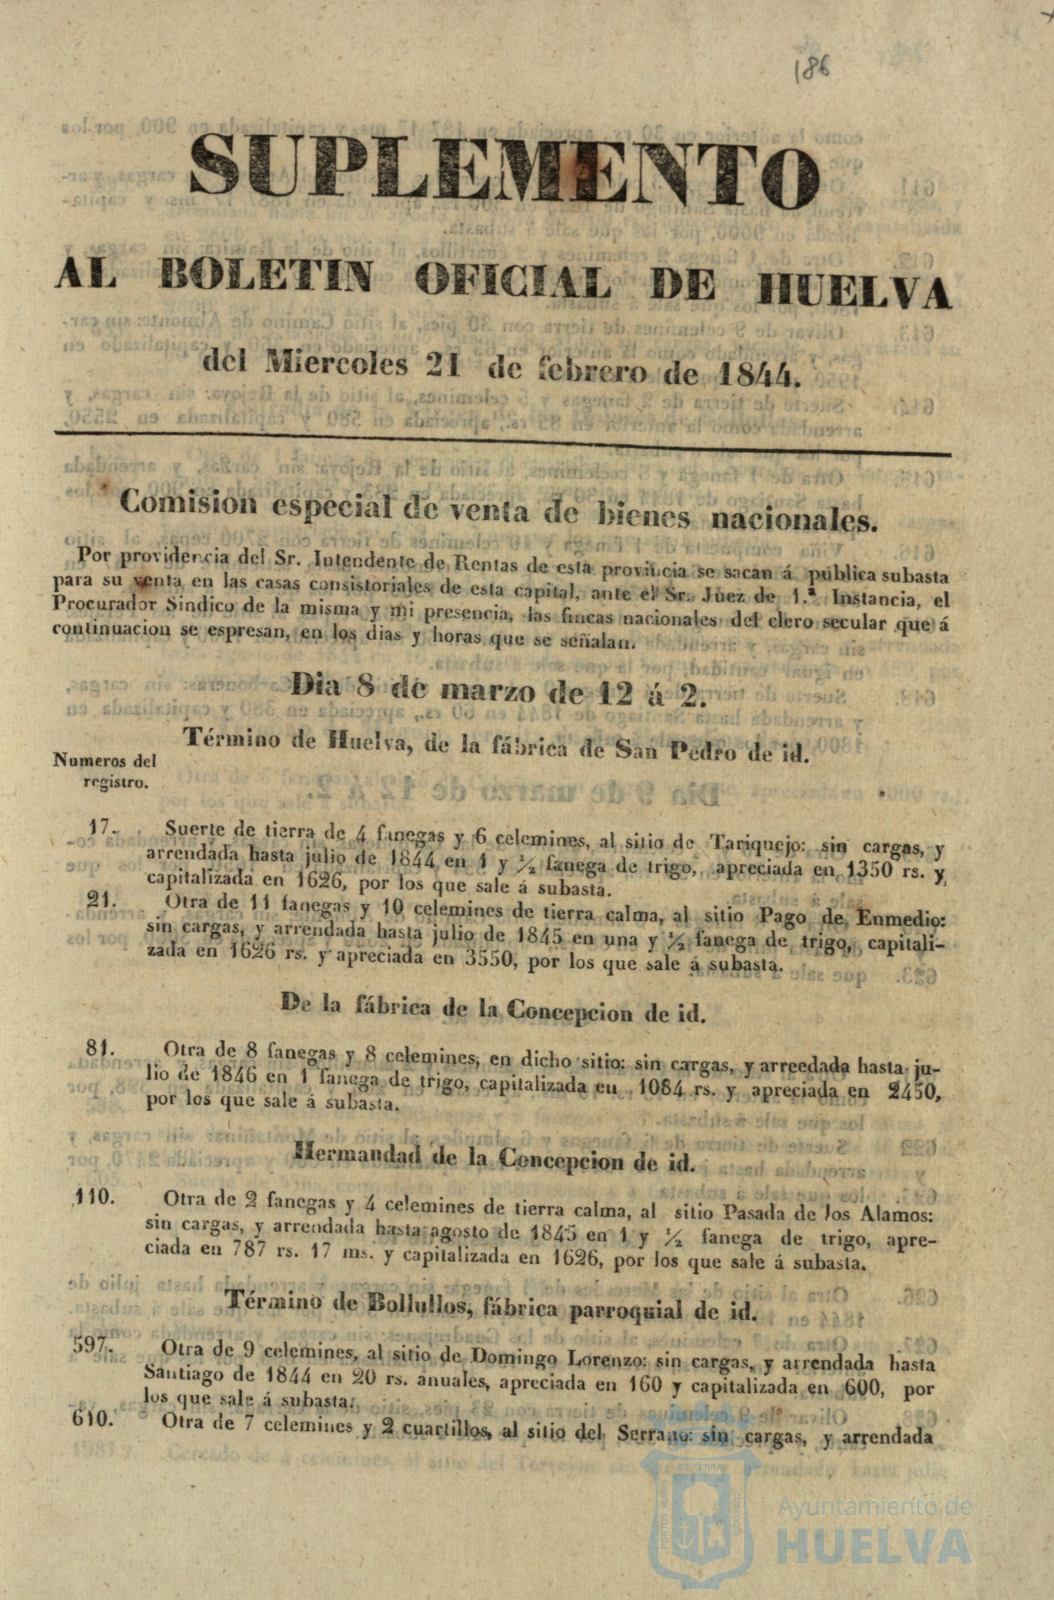 186
SUPLEMENTO
AL BOLETIN OFICIAL DE HUELVA
del Miercoles 21 de febrero de 1844.
Comision especial de venta de bienes nacionales.
Por providencia del Sr. Intendente de Rentas de esta provincia se sacan á pública subasta
para su venta en las casas consistoriales de esta capital, ante el Sr. Juez de 1.ª Instancia, el
Procurador Sindico de la misma y mi presencia, las fincas nacionales del clero secular que á
continuacion se espresan, en los dias y horas que se señalan.
Dia 8 de marzo de 12 á 2.
Término de Huelva, de la fábrica de San Pedro de id.
Numeros del
registro.
17. Suerte de tierra de 4 fanegas y 6 celemines, al sitio de Tariquejo: sin cargas, y
arrendada hasta julio de 1844 en 1 y ½ fanega de trigo, apreciada en 1350 rs. y
capitalizada en 1626, por los que sale á subasta.
21. Otra de 11 fanegas y 10 celemines de tierra calma, al sitio Pago de Enmedio:
sin cargas, y arrendada hasta julio de 1845 en una y ½ fanega de trigo, capitali-
zada en 1626 rs. y apreciada en 3550, por los que sale á subasta.
De la fábrica de la Concepcion de id.
81. Otra de 8 fanegas y 8 celemines, en dicho sitio: sin cargas, y arreedada hasta ju-
lio de 1846 en 1 fanega de trigo, capitalizada en 1084 rs. y apreciada en 2450,
por los que sale á subasta.
Hermandad de la Concepcion de id.
110. Otra de 2 fanegas y 4 celemines de tierra calma, al sitio Pasada de los Alamos:
sin cargas, y arrendada hasta agosto de 1845 en 1 y ½ fanega de trigo, apre-
ciada en 787 rs. 17 ms. y capitalizada en 1626, por los que sale á subasta.
Término de Bollullos, fábrica parroquial de id.
597. Otra de 9 celemines, al sitio de Domingo Lorenzo: sin cargas, y arrendada hasta
Santiago de 1844 en 20 rs. anuales, apreciada en 160 y capitalizada en 600, por
los que sale á subasta.
610. Otra de 7 celemines y 2 cuartillos, al sitio del Serrano: sin cargas, y arrendada
Ayuntamiento de
HUELVA